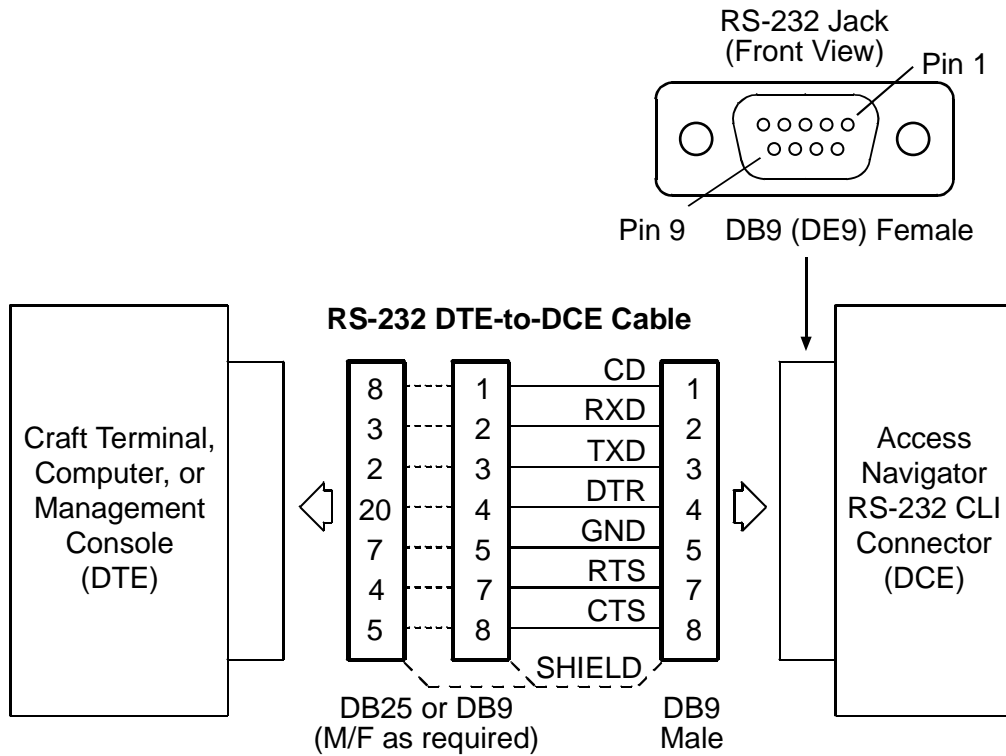 RS-232 Jack
(Front View)
Pin 1
Pin 9
DB9 (DE9) Female
RS-232 DTE-to-DCE Cable
Craft Terminal,
Computer, or
Management
Console
(DTE)
8 1 CD 1
3 2 RXD 2
2 3 TXD 3
20 4 DTR 4
7 5 GND 5
4 7 RTS 7
5 8 CTS 8
SHIELD
DB25 or DB9
(M/F as required)
DB9
Male
Access
Navigator
RS-232 CLI
Connector
(DCE)